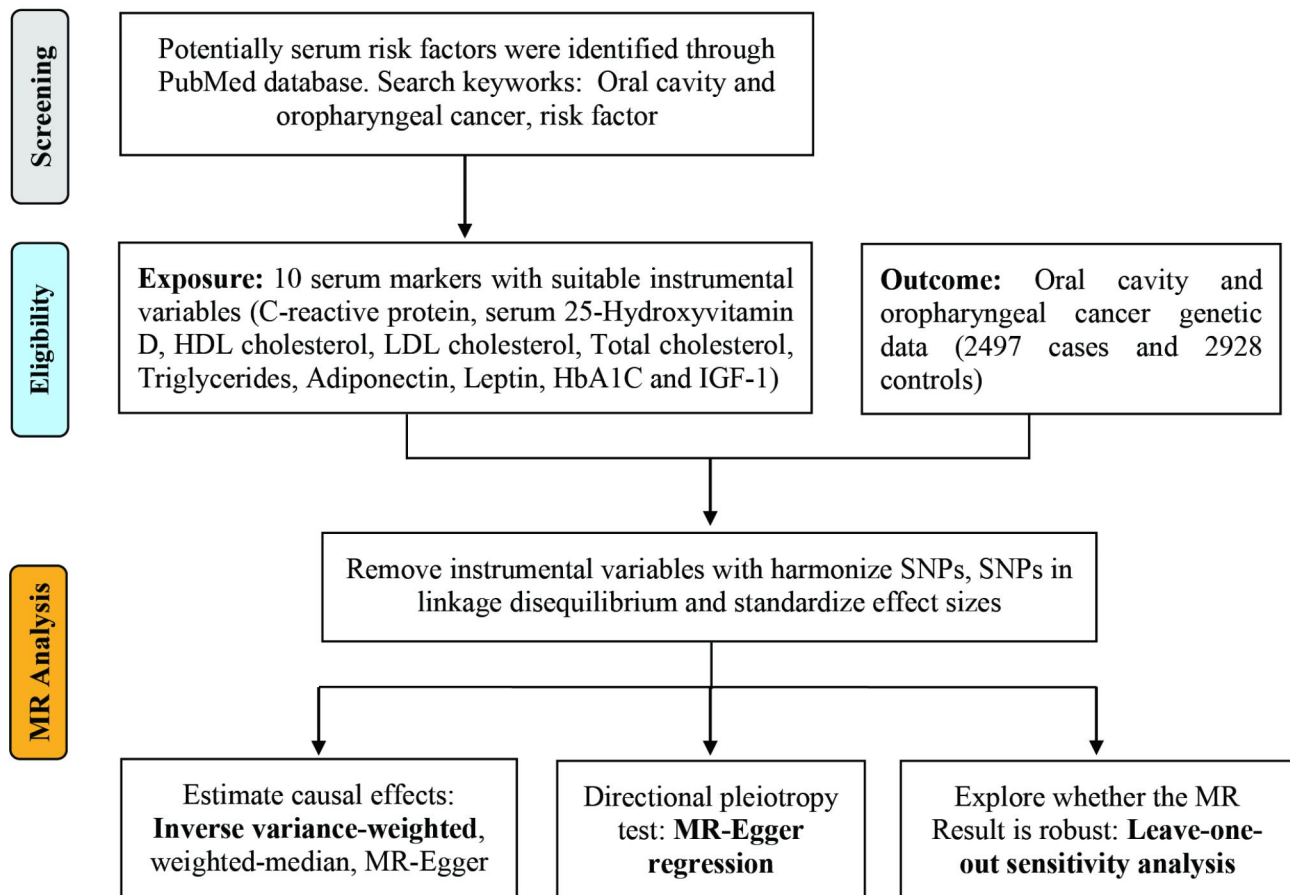 Screening
Potentially serum risk factors were identified through
PubMed database. Search keyworks: Oral cavity and
oropharyngeal cancer, risk factor
Eligibility
Exposure: 10 serum markers with suitable instrumental
variables (C-reactive protein, serum 25-Hydroxyvitamin
D, HDL cholesterol, LDL cholesterol, Total cholesterol,
Triglycerides, Adiponectin, Leptin, HbA1C and IGF-1)
Outcome: Oral cavity and
oropharyngeal cancer genetic
data (2497 cases and 2928
controls)
MR Analysis
Remove instrumental variables with harmonize SNPs, SNPs in
linkage disequilibrium and standardize effect sizes
Estimate causal effects:
Inverse variance-weighted,
weighted-median, MR-Egger
Directional pleiotropy
test: MR-Egger
regression
Explore whether the MR
Result is robust: Leave-one-
out sensitivity analysis